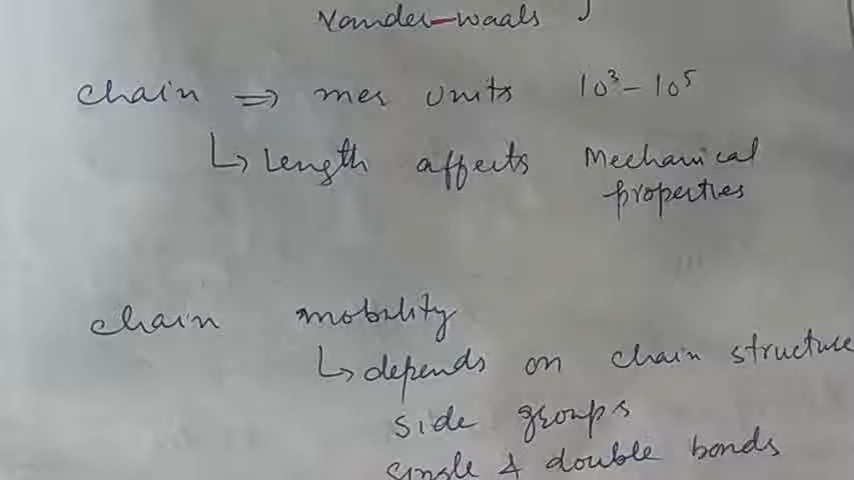 Vander-waals
chain ⇒ mer units 10³ - 10⁵
↳ Length affects Mechanical
properties
chain mobility
↳ depends on chain structure
side groups
single & double bonds